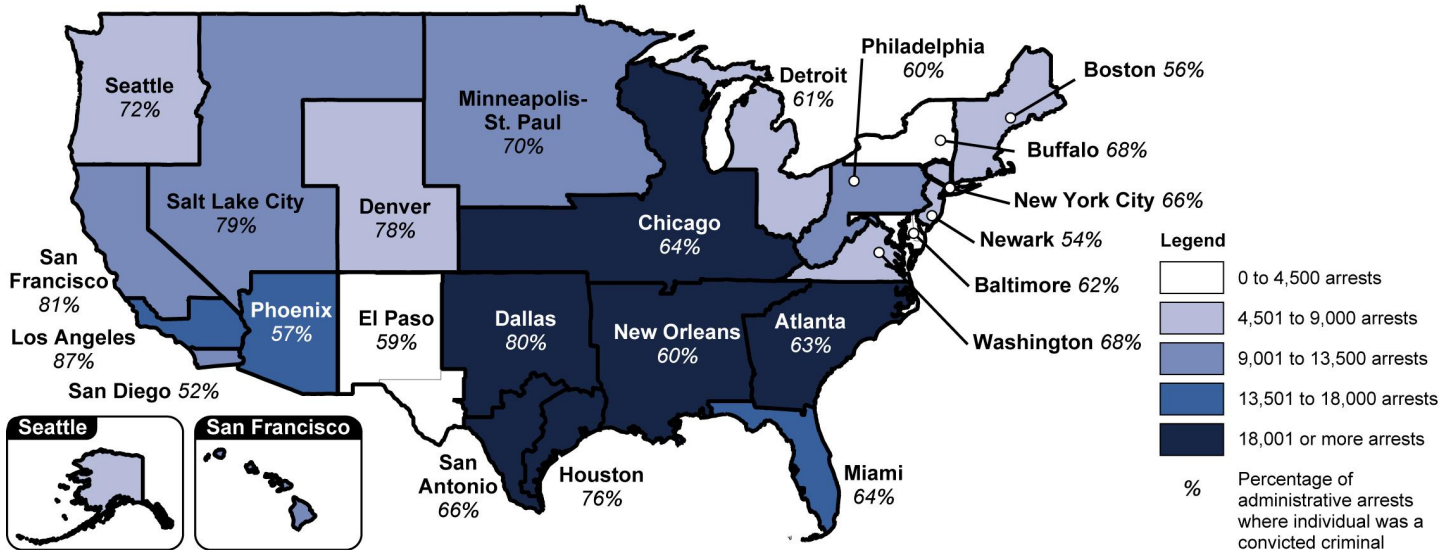 Seattle
72%
Minneapolis-
St. Paul
70%
Detroit
61%
Philadelphia
60%
Boston 56%
Buffalo 68%
New York City 66%
Newark 54%
Baltimore 62%
Washington 68%
Salt Lake City
79%
Denver
78%
Chicago
64%
San
Francisco
81%
Los Angeles
87%
San Diego 52%
Phoenix
57%
El Paso
59%
Dallas
80%
New Orleans
60%
Atlanta
63%
San
Antonio
66%
Houston
76%
Miami
64%
Seattle
San Francisco
Legend
0 to 4,500 arrests
4,501 to 9,000 arrests
9,001 to 13,500 arrests
13,501 to 18,000 arrests
18,001 or more arrests
% Percentage of
administrative arrests
where individual was a
convicted criminal